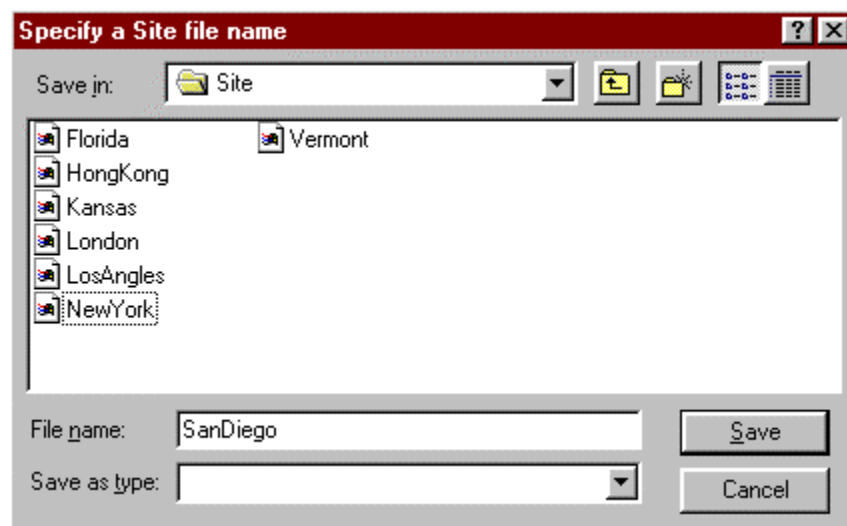 Specify a Site file name
Save in: Site
Florida Vermont
HongKong
Kansas
London
LosAngles
NewYork
File name: SanDiego Save
Save as type: Cancel